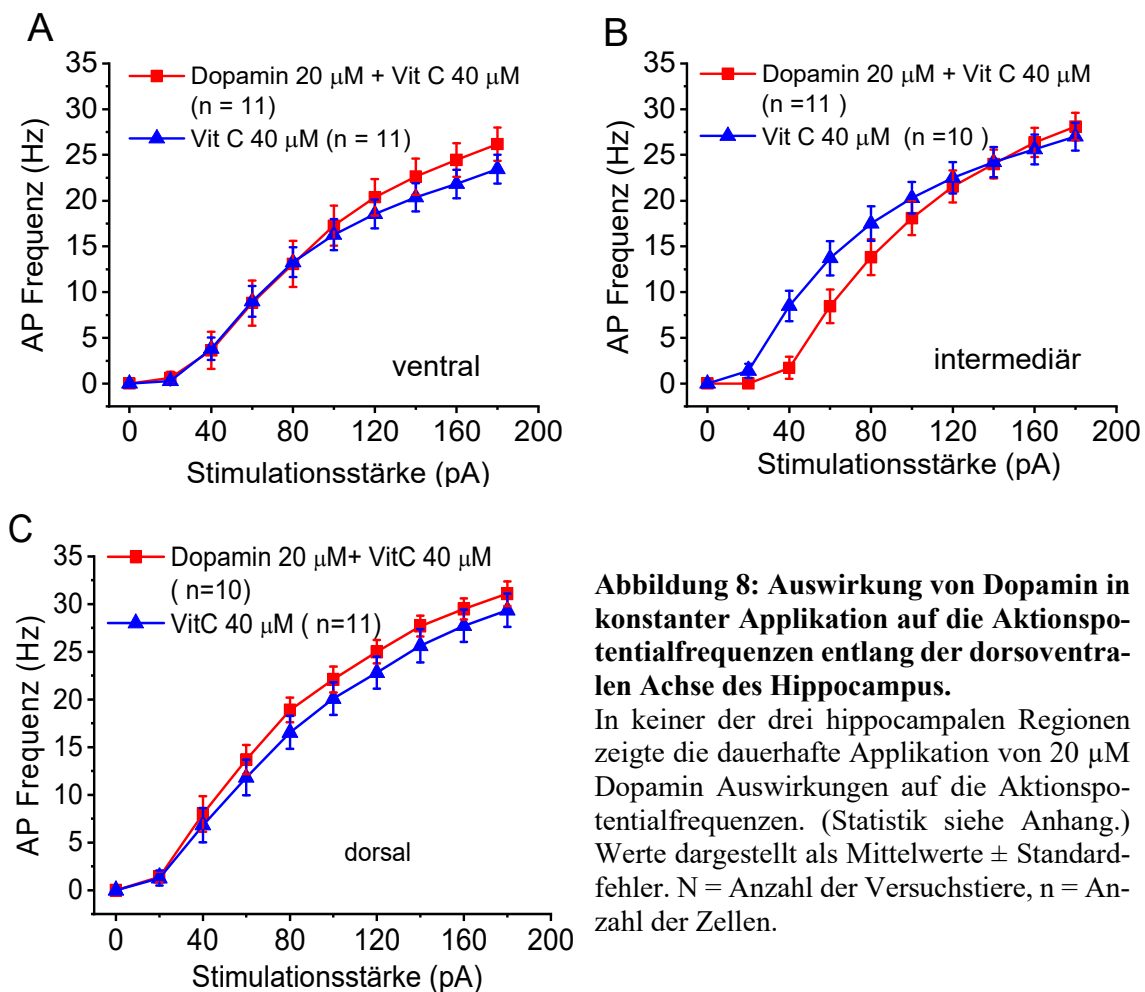 A
Dopamin 20 μM + Vit C 40 μM
(n = 11)
Vit C 40 μM (n = 11)
35
30
25
20
15
10
5
0
AP Frequenz (Hz)
ventral
0 40 80 120 160 200
Stimulationsstärke (pA)
B
Dopamin 20 μM + Vit C 40 μM
(n =11 )
Vit C 40 μM (n =10 )
35
30
25
20
15
10
5
0
AP Frequenz (Hz)
intermediär
0 40 80 120 160 200
Stimulationsstärke (pA)
C
Dopamin 20 μM+ VitC 40 μM
( n=10)
VitC 40 μM ( n=11)
35
30
25
20
15
10
5
0
AP Frequenz (Hz)
dorsal
0 40 80 120 160 200
Stimulationsstärke (pA)
Abbildung 8: Auswirkung von Dopamin in
konstanter Applikation auf die Aktionspo-
tentialfrequenzen entlang der dorsoventra-
len Achse des Hippocampus.
In keiner der drei hippocampalen Regionen
zeigte die dauerhafte Applikation von 20 µM
Dopamin Auswirkungen auf die Aktionspo-
tentialfrequenzen. (Statistik siehe Anhang.)
Werte dargestellt als Mittelwerte ± Standard-
fehler. N = Anzahl der Versuchstiere, n = An-
zahl der Zellen.